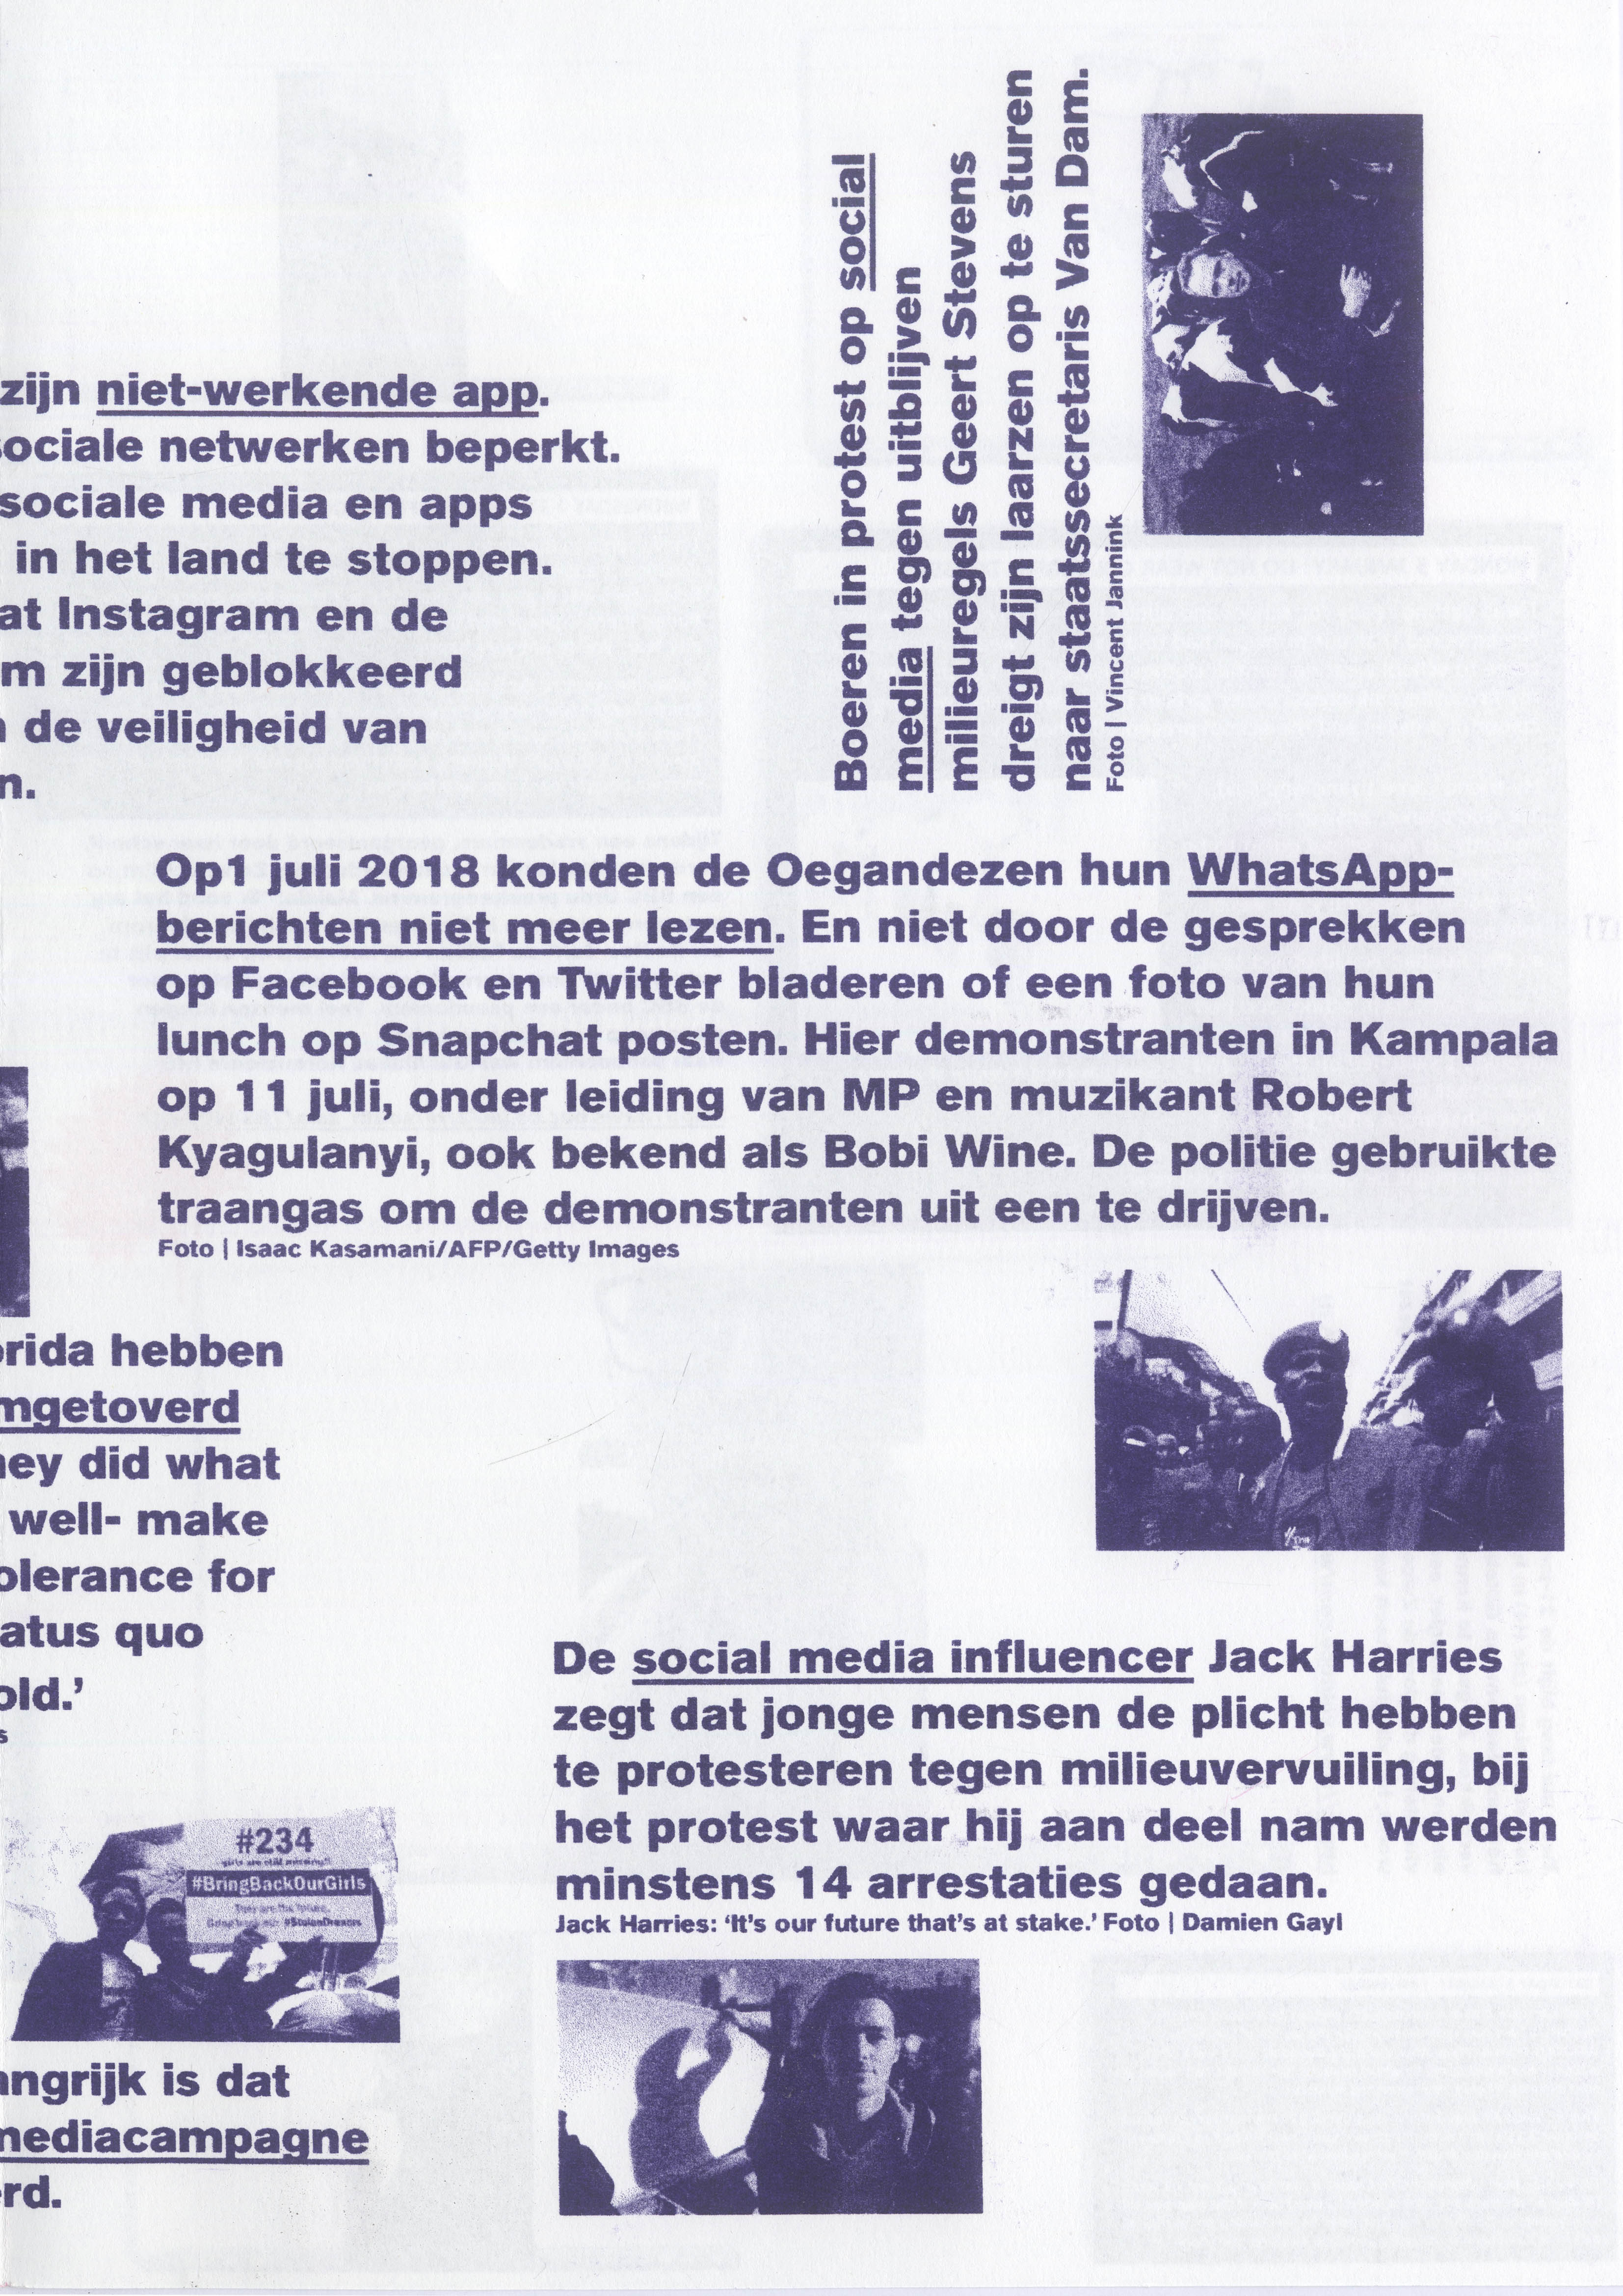 Boeren in protest op social
media tegen uitblijven
milieuregels Geert Stevens
dreigt zijn laarzen op te sturen
naar staatssecretaris Van Dam.
Foto | Vincent Jannink
zijn niet-werkende app.
sociale netwerken beperkt.
sociale media en apps
in het land te stoppen.
at Instagram en de
m zijn geblokkeerd
de veiligheid van
n.
Op1 juli 2018 konden de Oegandezen hun WhatsApp-
berichten niet meer lezen. En niet door de gesprekken
op Facebook en Twitter bladeren of een foto van hun
lunch op Snapchat posten. Hier demonstranten in Kampala
op 11 juli, onder leiding van MP en muzikant Robert
Kyagulanyi, ook bekend als Bobi Wine. De politie gebruikte
traangas om de demonstranten uit een te drijven.
Foto | Isaac Kasamani/AFP/Getty Images
orida hebben
mgetoverd
ney did what
well- make
olerance for
atus quo
old.’
s
#234
#BringBackOurGirls
#StolenDreams
angrijk is dat
mediacampagne
erd.
De social media influencer Jack Harries
zegt dat jonge mensen de plicht hebben
te protesteren tegen milieuvervuiling, bij
het protest waar hij aan deel nam werden
minstens 14 arrestaties gedaan.
Jack Harries: ‘It’s our future that’s at stake.’ Foto | Damien Gayl